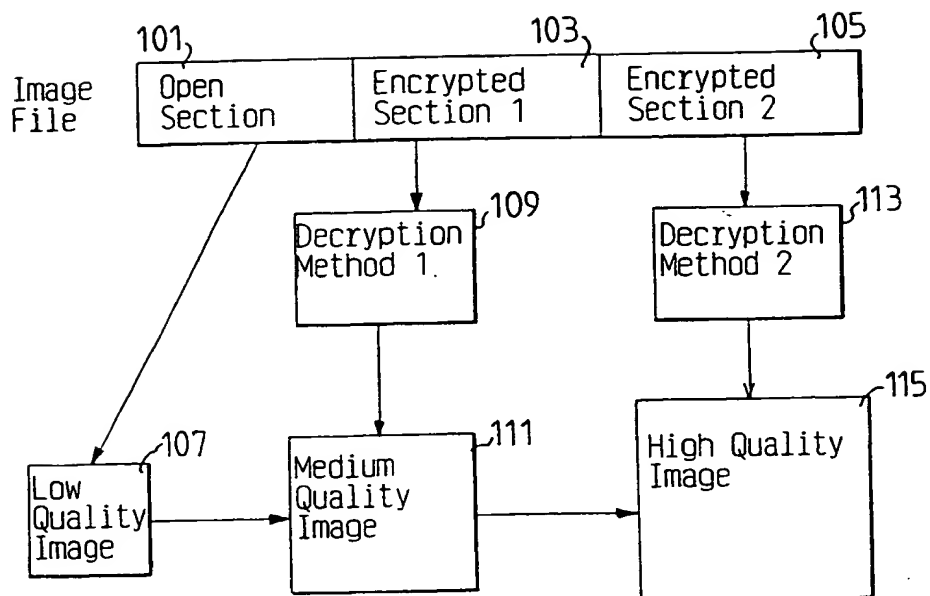 101
103
105
Image
File
Open
Section
Encrypted
Section 1
Encrypted
Section 2
109
113
Decryption
Method 1.
Decryption
Method 2
107
111
115
Low
Quality
Image
Medium
Quality
Image
High Quality
Image